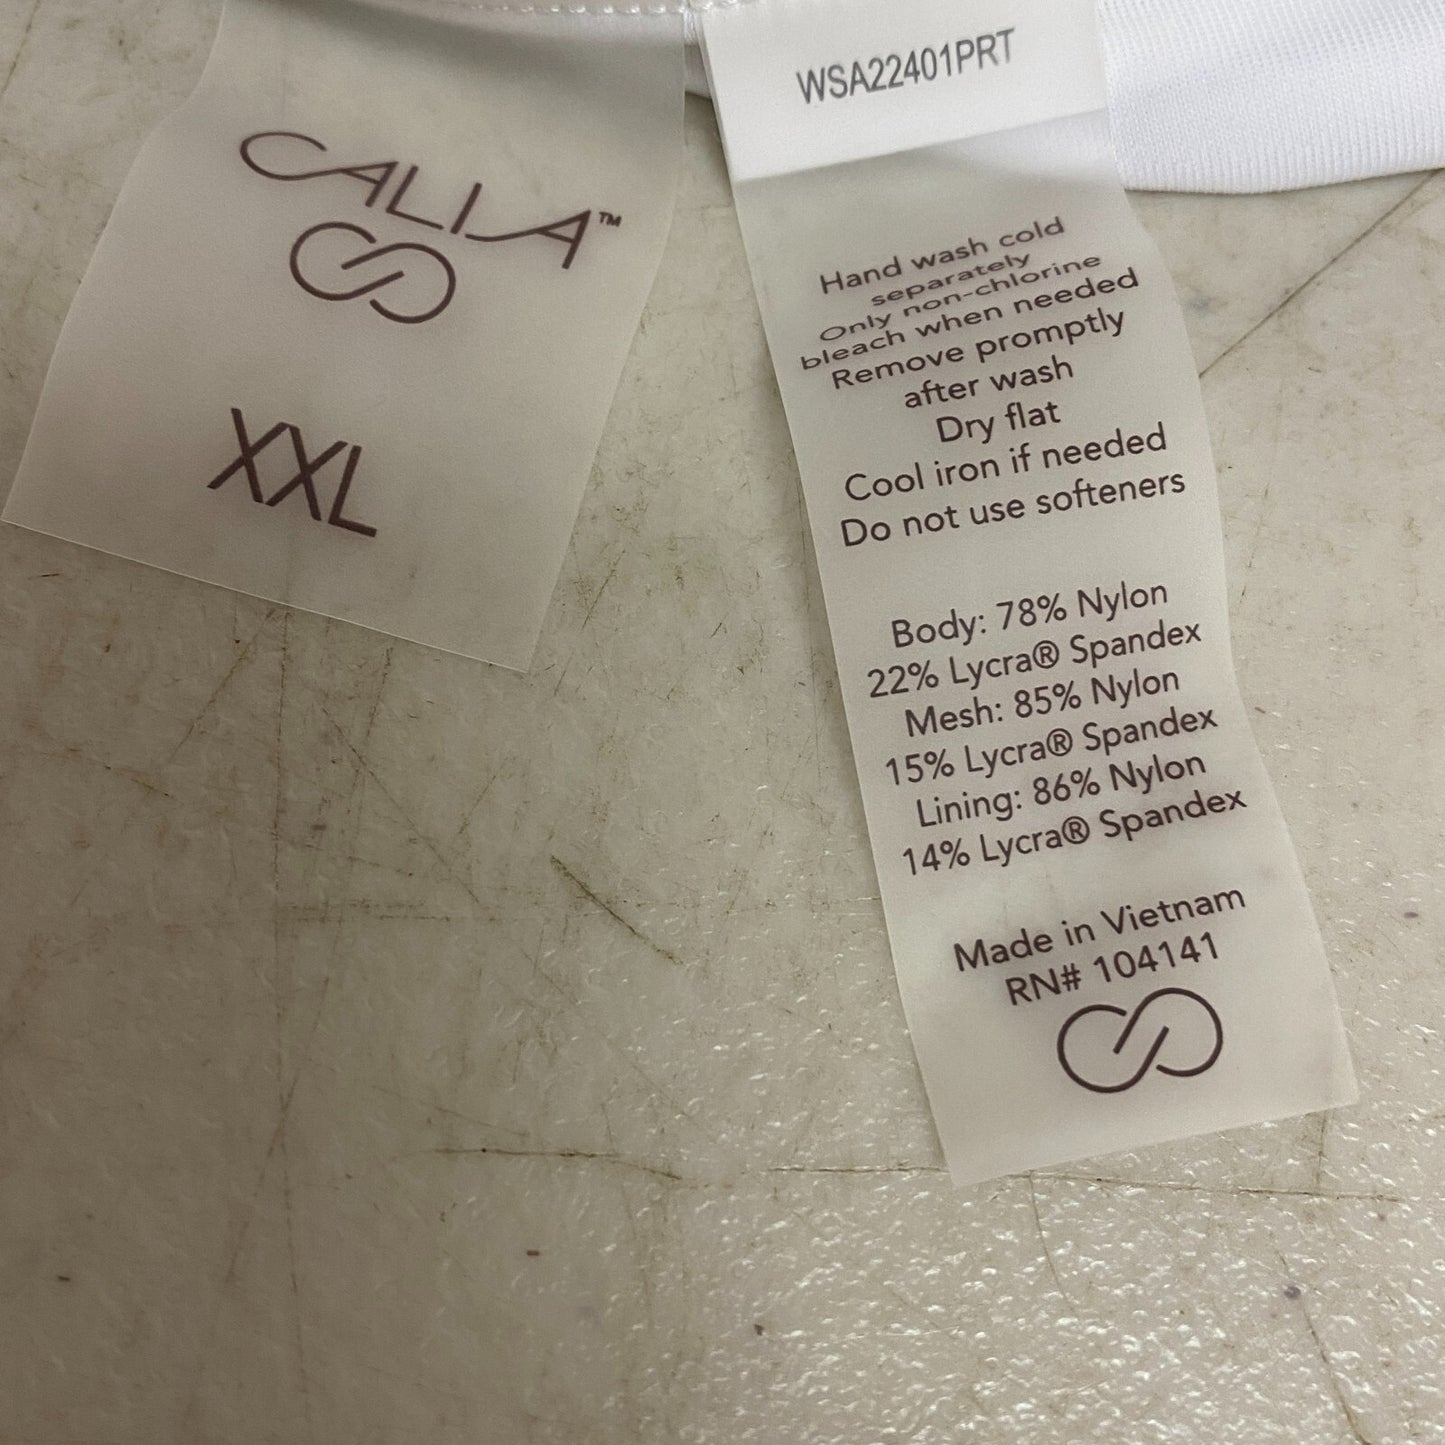 CALIA™
XXL
WSA22401PRT
Hand wash cold
separately
Only non-chlorine
bleach when needed
Remove promptly
after wash
Dry flat
Cool iron if needed
Do not use softeners
Body: 78% Nylon
22% Lycra® Spandex
Mesh: 85% Nylon
15% Lycra® Spandex
Lining: 86% Nylon
14% Lycra® Spandex
Made in Vietnam
RN# 104141